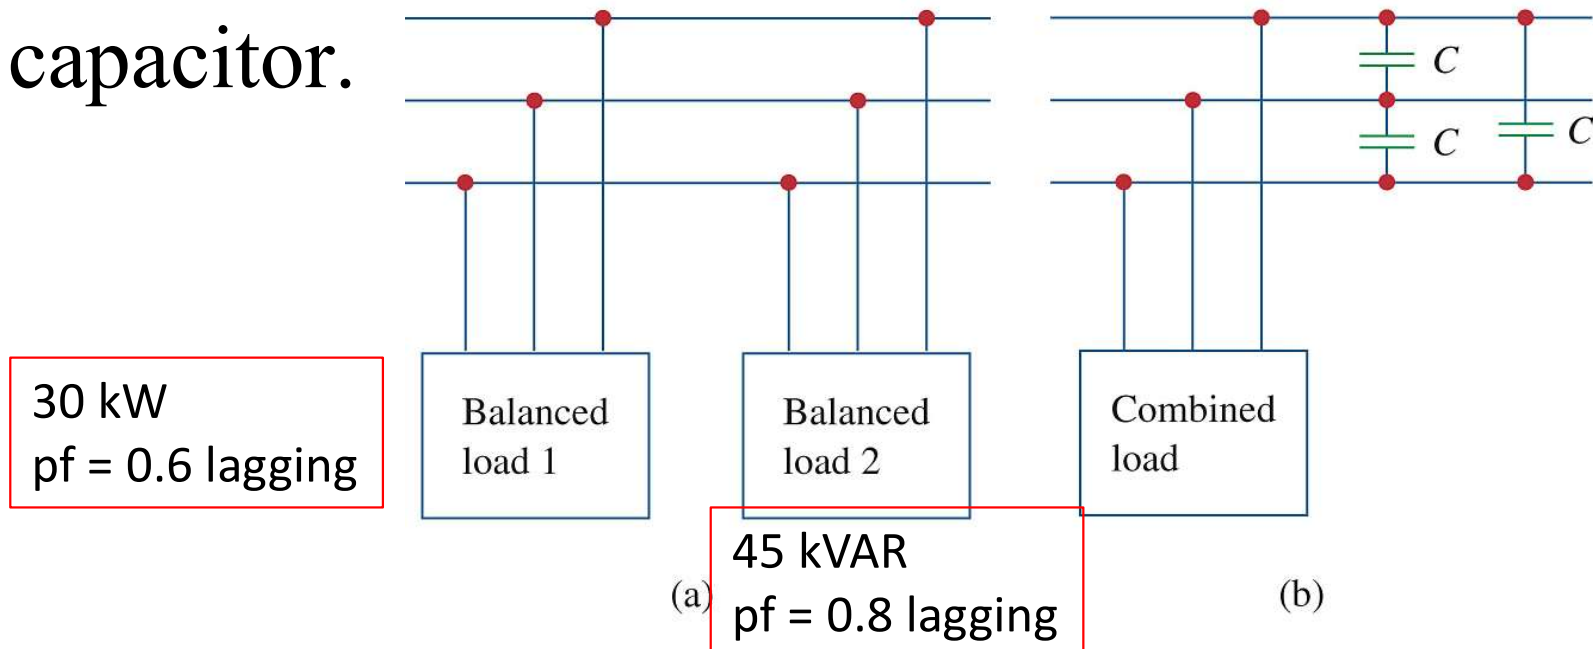 capacitor.
C
C
C
30 kW
pf = 0.6 lagging
Balanced
load 1
Balanced
load 2
Combined
load
45 kVAR
pf = 0.8 lagging
(a)
(b)